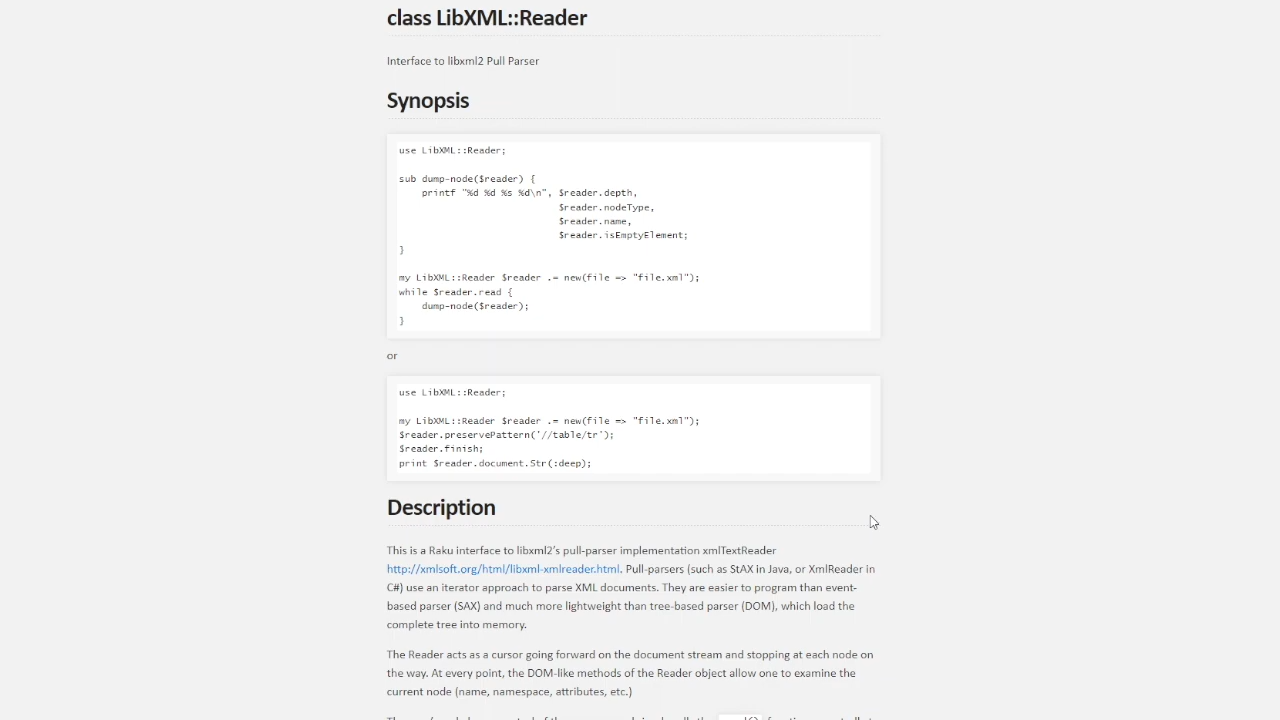 class LibXML::Reader
Interface to libxml2 Pull Parser
Synopsis
use LibXML::Reader;
sub dump-node($reader) {
    printf "%d %d %s %d\n", $reader.depth,
                            $reader.nodeType,
                            $reader.name,
                            $reader.isEmptyElement;
}
my LibXML::Reader $reader .= new(file => "file.xml");
while $reader.read {
    dump-node($reader);
}
or
use LibXML::Reader;
my LibXML::Reader $reader .= new(file => "file.xml");
$reader.preservePattern('//table/tr');
$reader.finish;
print $reader.document.Str(:deep);
Description
This is a Raku interface to libxml2's pull-parser implementation xmlTextReader
http://xmlsoft.org/html/libxml-xmlreader.html. Pull-parsers (such as StAX in Java, or XmlReader in
C#) use an iterator approach to parse XML documents. They are easier to program than event-
based parser (SAX) and much more lightweight than tree-based parser (DOM), which load the
complete tree into memory.
The Reader acts as a cursor going forward on the document stream and stopping at each node on
the way. At every point, the DOM-like methods of the Reader object allow one to examine the
current node (name, namespace, attributes, etc.)